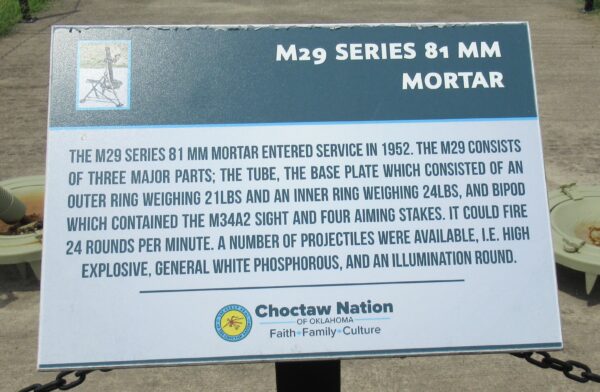 M29 SERIES 81 MM
MORTAR
THE M29 SERIES 81 MM MORTAR ENTERED SERVICE IN 1952. THE M29 CONSISTS
OF THREE MAJOR PARTS; THE TUBE, THE BASE PLATE WHICH CONSISTED OF AN
OUTER RING WEIGHING 21LBS AND AN INNER RING WEIGHING 24LBS, AND BIPOD
WHICH CONTAINED THE M34A2 SIGHT AND FOUR AIMING STAKES. IT COULD FIRE
24 ROUNDS PER MINUTE. A NUMBER OF PROJECTILES WERE AVAILABLE, I.E. HIGH
EXPLOSIVE, GENERAL WHITE PHOSPHOROUS, AND AN ILLUMINATION ROUND.
Choctaw Nation
OF OKLAHOMA
Faith•Family•Culture